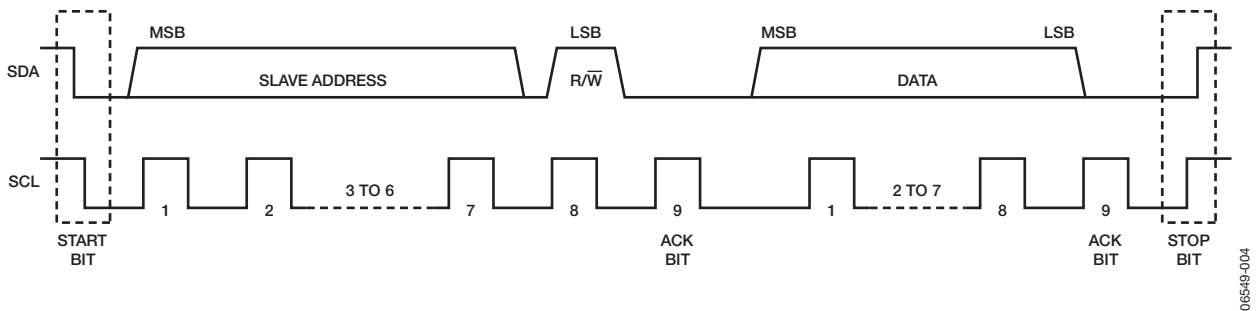 MSB
LSB
MSB
LSB
SDA
SLAVE ADDRESS
R/W̅
DATA
SCL
3 TO 6
2 TO 7
1
2
7
8
9
1
8
9
START
BIT
ACK
BIT
ACK
BIT
STOP
BIT
06549-004